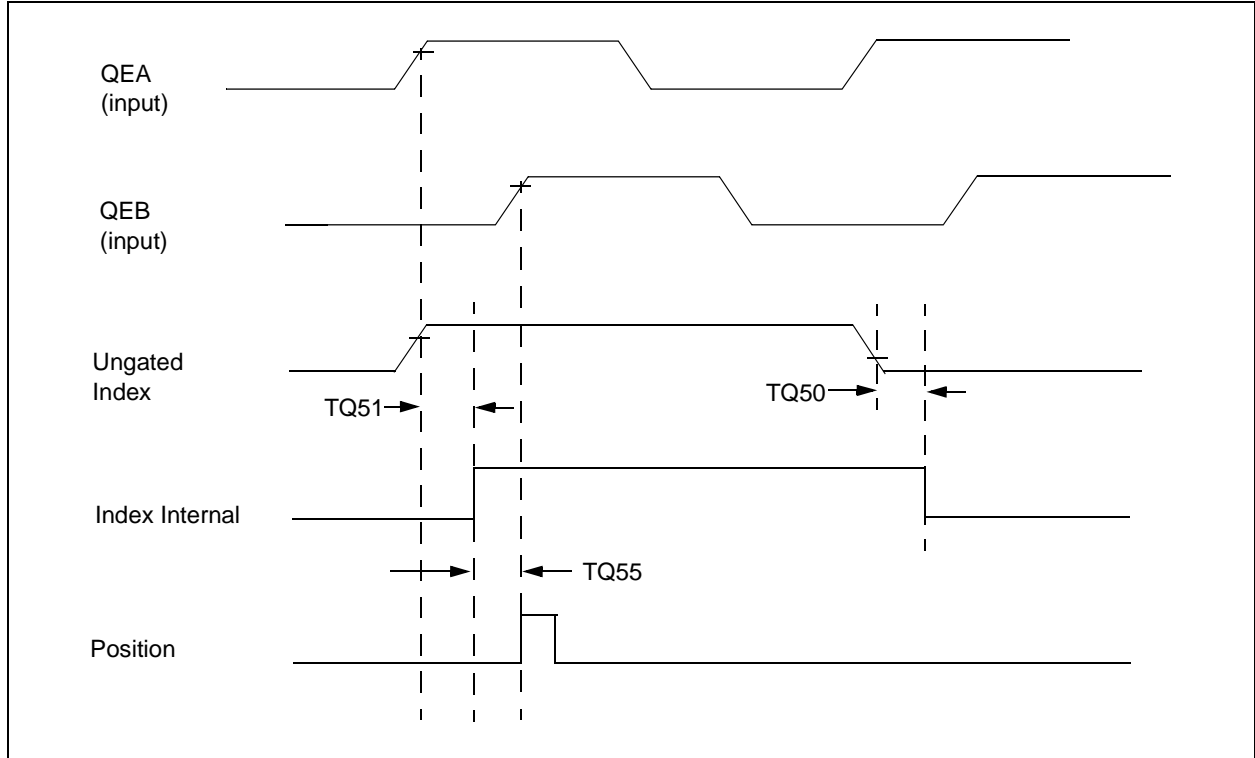 QEA
(input)
QEB
(input)
Ungated
Index
TQ51
TQ50
Index Internal
TQ55
Position